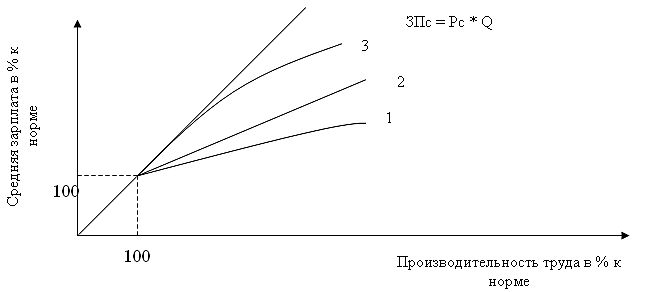 ЗПс = Рс * Q
3
2
1
Средняя зарплата в % к
норме
100
100
Производительность труда в % к
норме